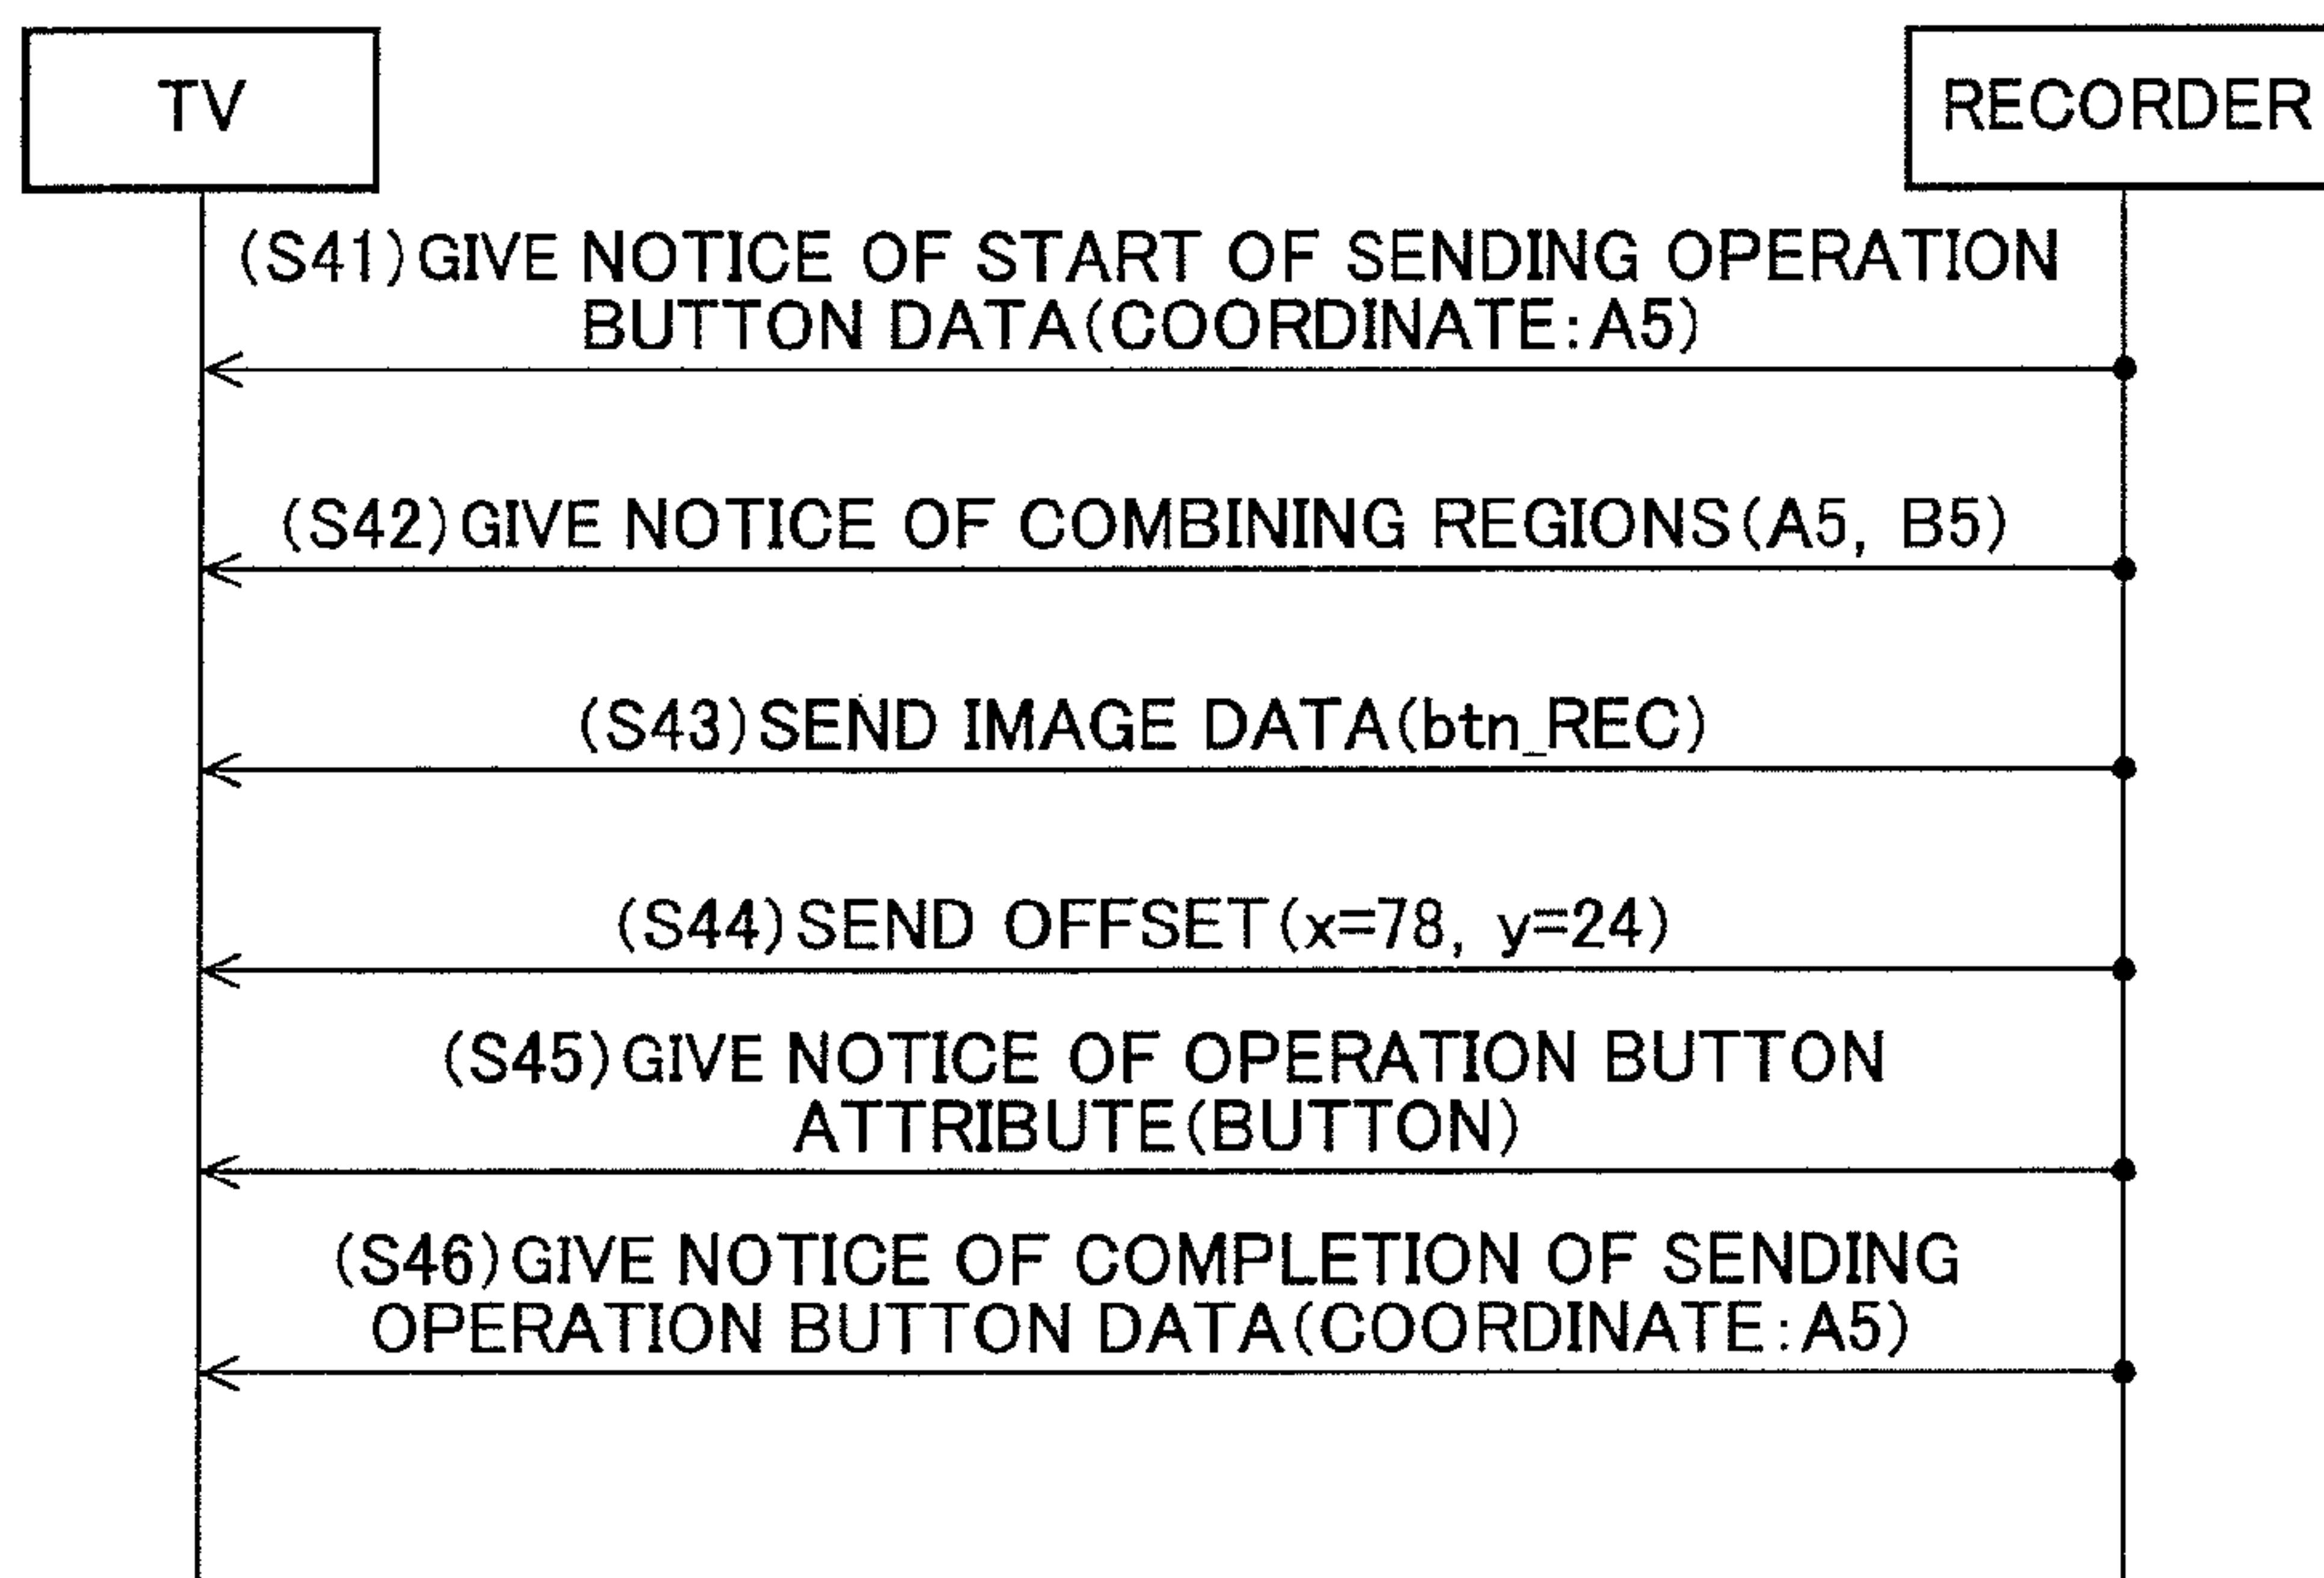 TV
RECORDER
(S41)GIVE NOTICE OF START OF SENDING OPERATION
BUTTON DATA(COORDINATE:A5)
(S42)GIVE NOTICE OF COMBINING REGIONS(A5, B5)
(S43)SEND IMAGE DATA(btn_REC)
(S44)SEND OFFSET(x=78, y=24)
(S45)GIVE NOTICE OF OPERATION BUTTON
ATTRIBUTE(BUTTON)
(S46)GIVE NOTICE OF COMPLETION OF SENDING
OPERATION BUTTON DATA(COORDINATE:A5)